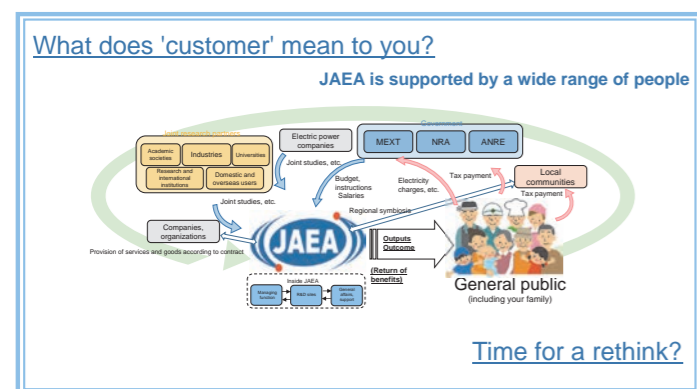 What does 'customer' mean to you?
JAEA is supported by a wide range of people
Government
Electric power
companies
MEXT
NRA
ANRE
Academic
societies
Industries
Universities
Research and
international
institutions
Domestic and
overseas users
Joint studies, etc.
Budget,
instructions
Salaries
Electricity
charges, etc.
Tax payment
Local
communities
Tax payment
Joint studies, etc.
Regional symbiosis
Companies,
organizations
JAEA
Outputs
Outcome
Provision of services and goods according to contract
(Return of
benefits)
General public
(including your family)
Inside JAEA
Managing
function
R&D sites
General
affairs,
support
Time for a rethink?